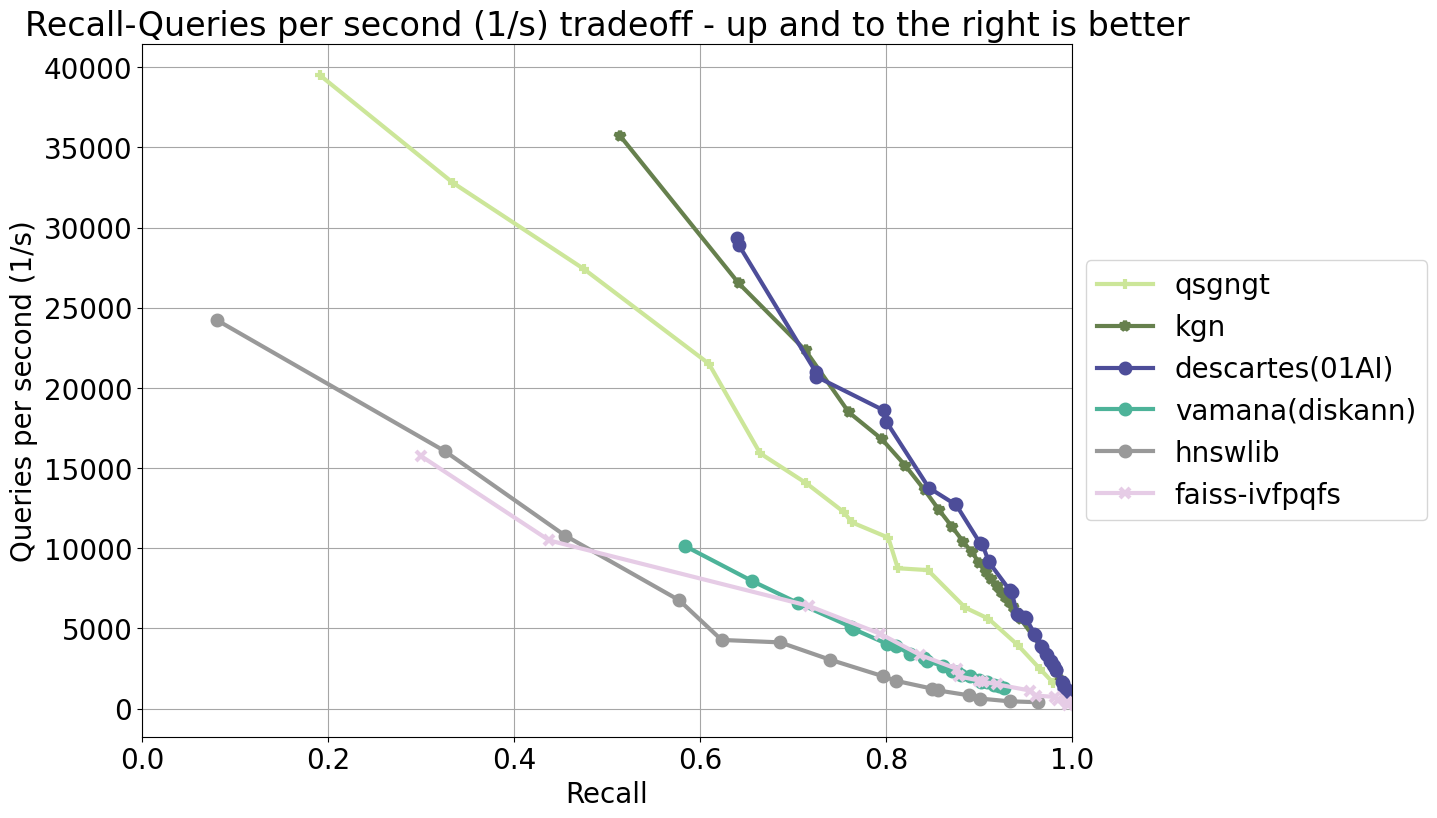 Recall-Queries per second (1/s) tradeoff - up and to the right is better
40000
35000
30000
25000
20000
15000
10000
5000
0
Queries per second (1/s)
0.0 0.2 0.4 0.6 0.8 1.0
Recall
qsgngt
kgn
descartes(01AI)
vamana(diskann)
hnswlib
faiss-ivfpqfs